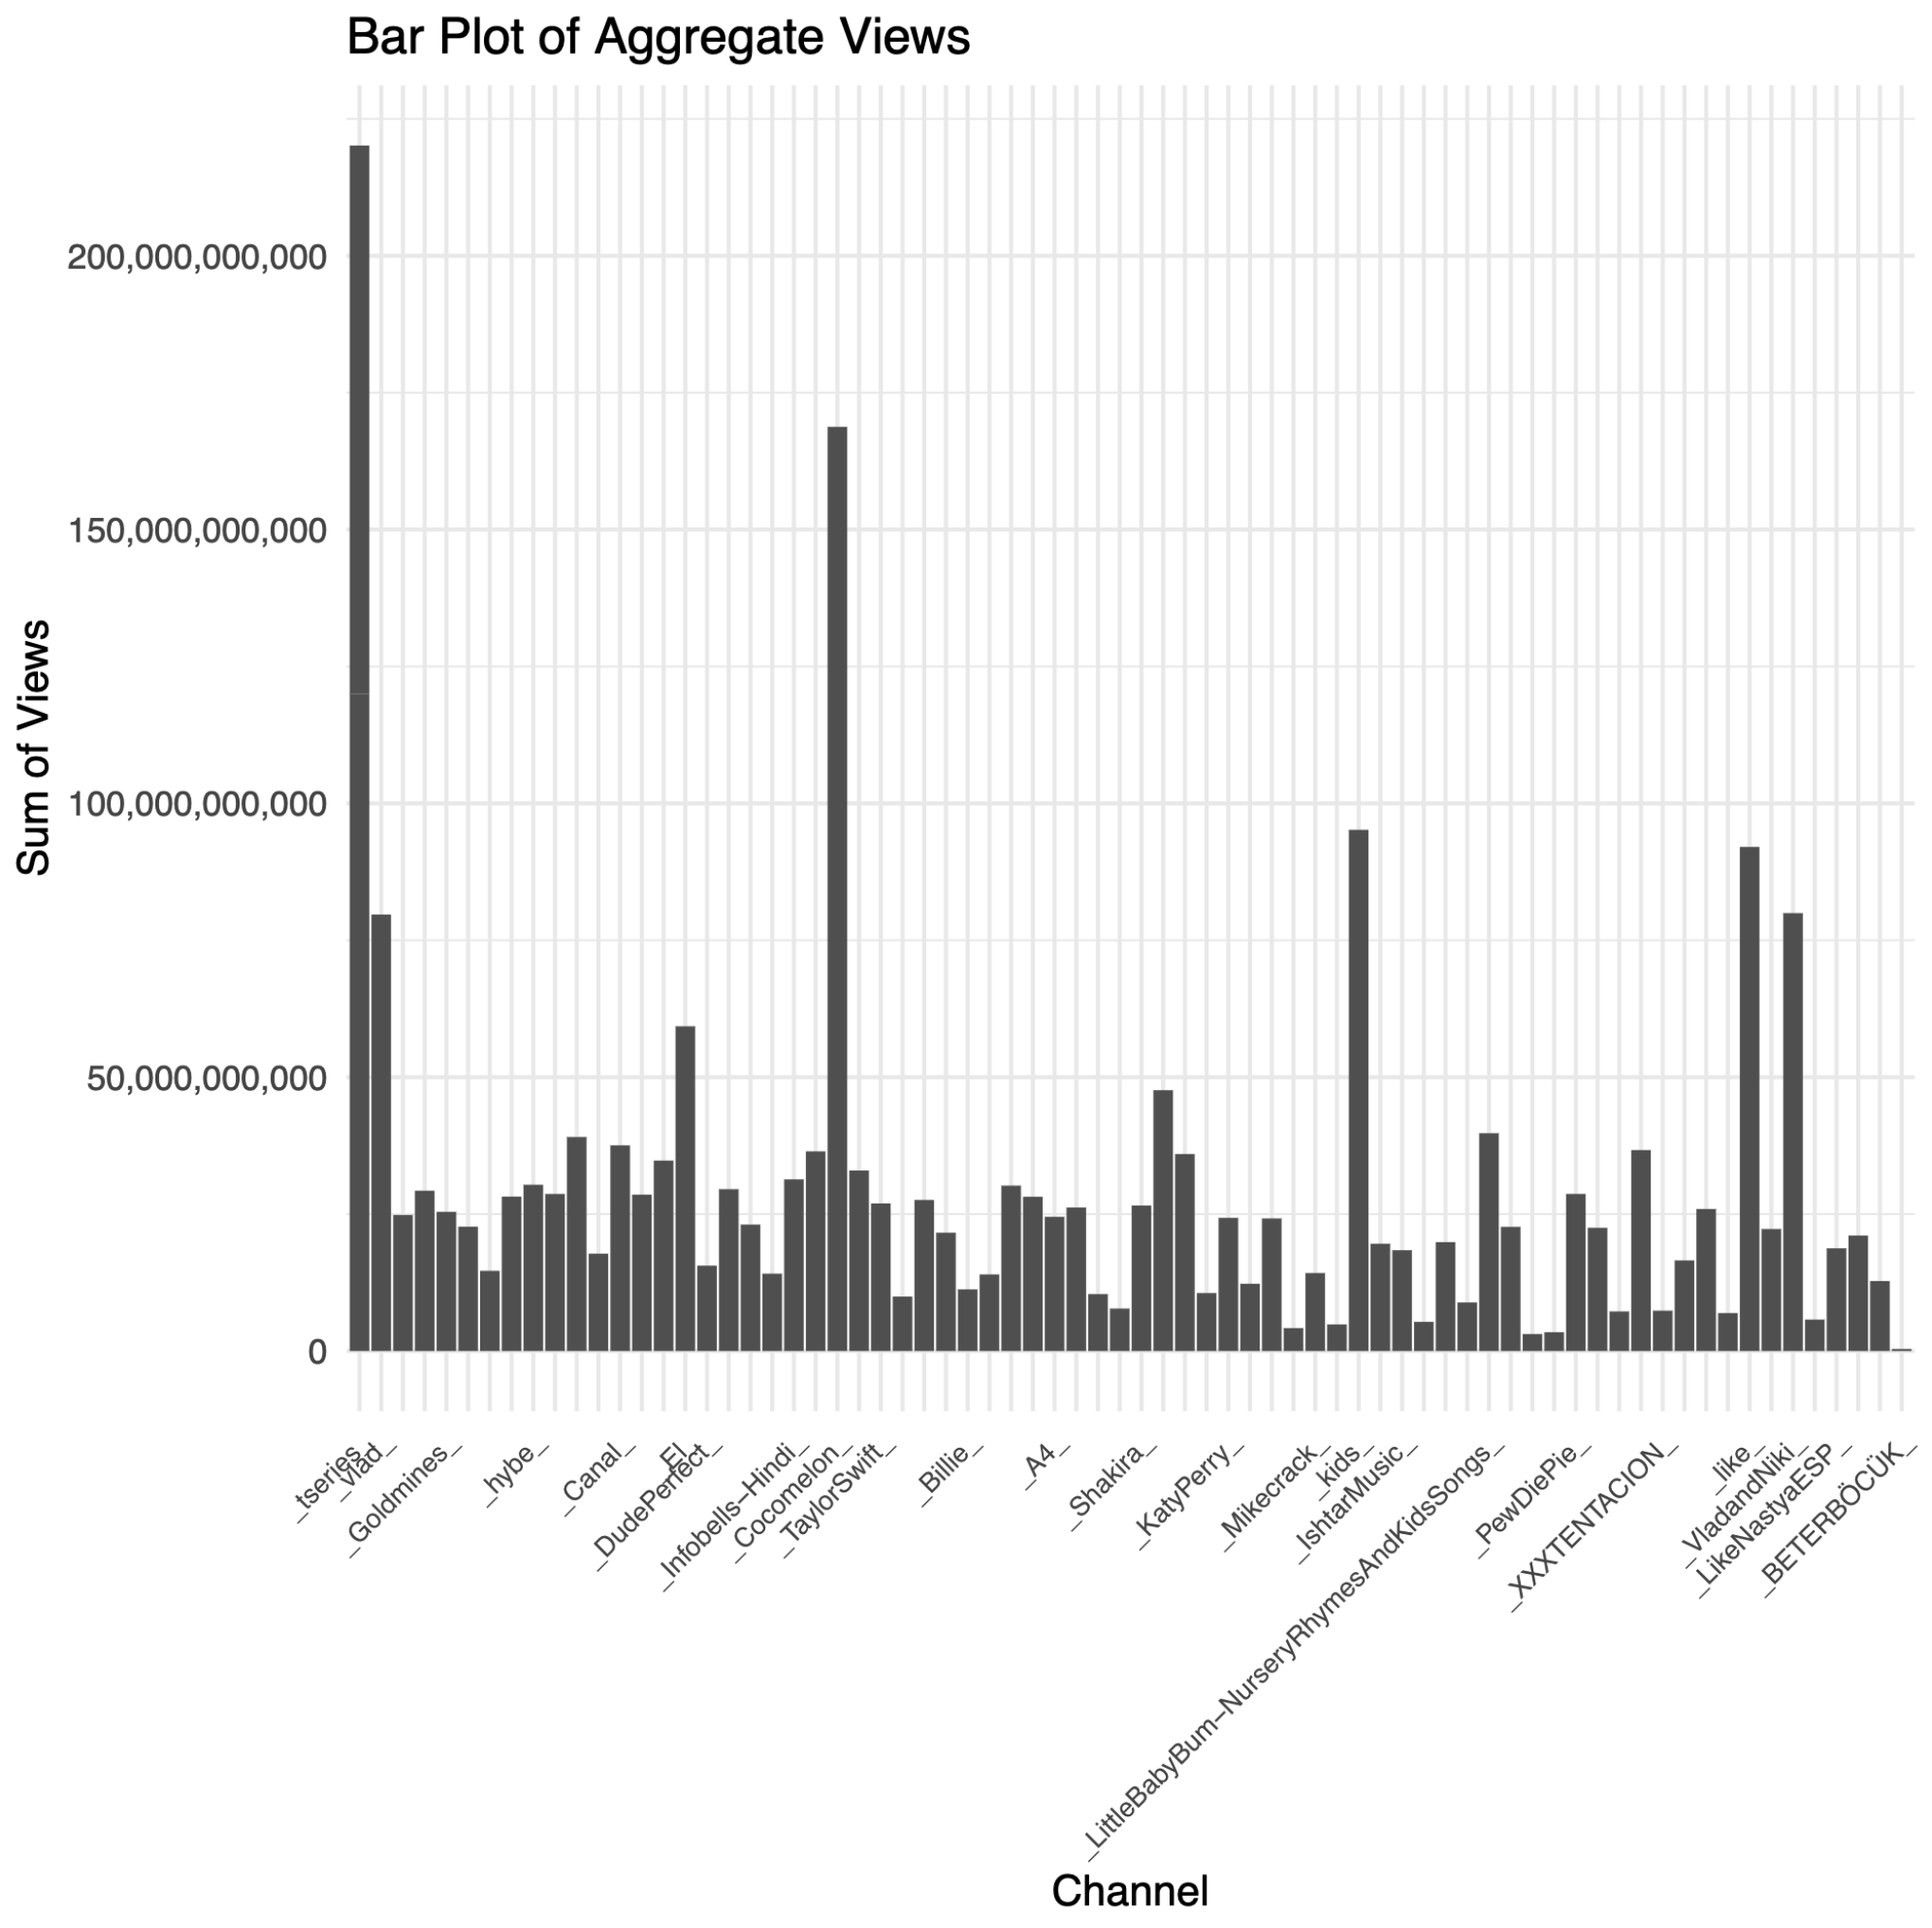 Bar Plot of Aggregate Views
Sum of Views
200,000,000,000
150,000,000,000
100,000,000,000
50,000,000,000
0
_tseries_
_vlad_
_Goldmines_
_hybe_
_Canal_
_El_
_DudePerfect_
_Infobells-Hindi_
_Cocomelon_
_TaylorSwift_
_Billie_
_A4_
_Shakira_
_KatyPerry_
_Mikecrack_
_kids_
_IshtarMusic_
_LittleBabyBum-NurseryRhymesAndKidsSongs_
_PewDiePie_
_XXXTENTACION_
_like_
_VladandNiki_
_LikeNastyaESP_
_BETERBÖCÜK_
Channel